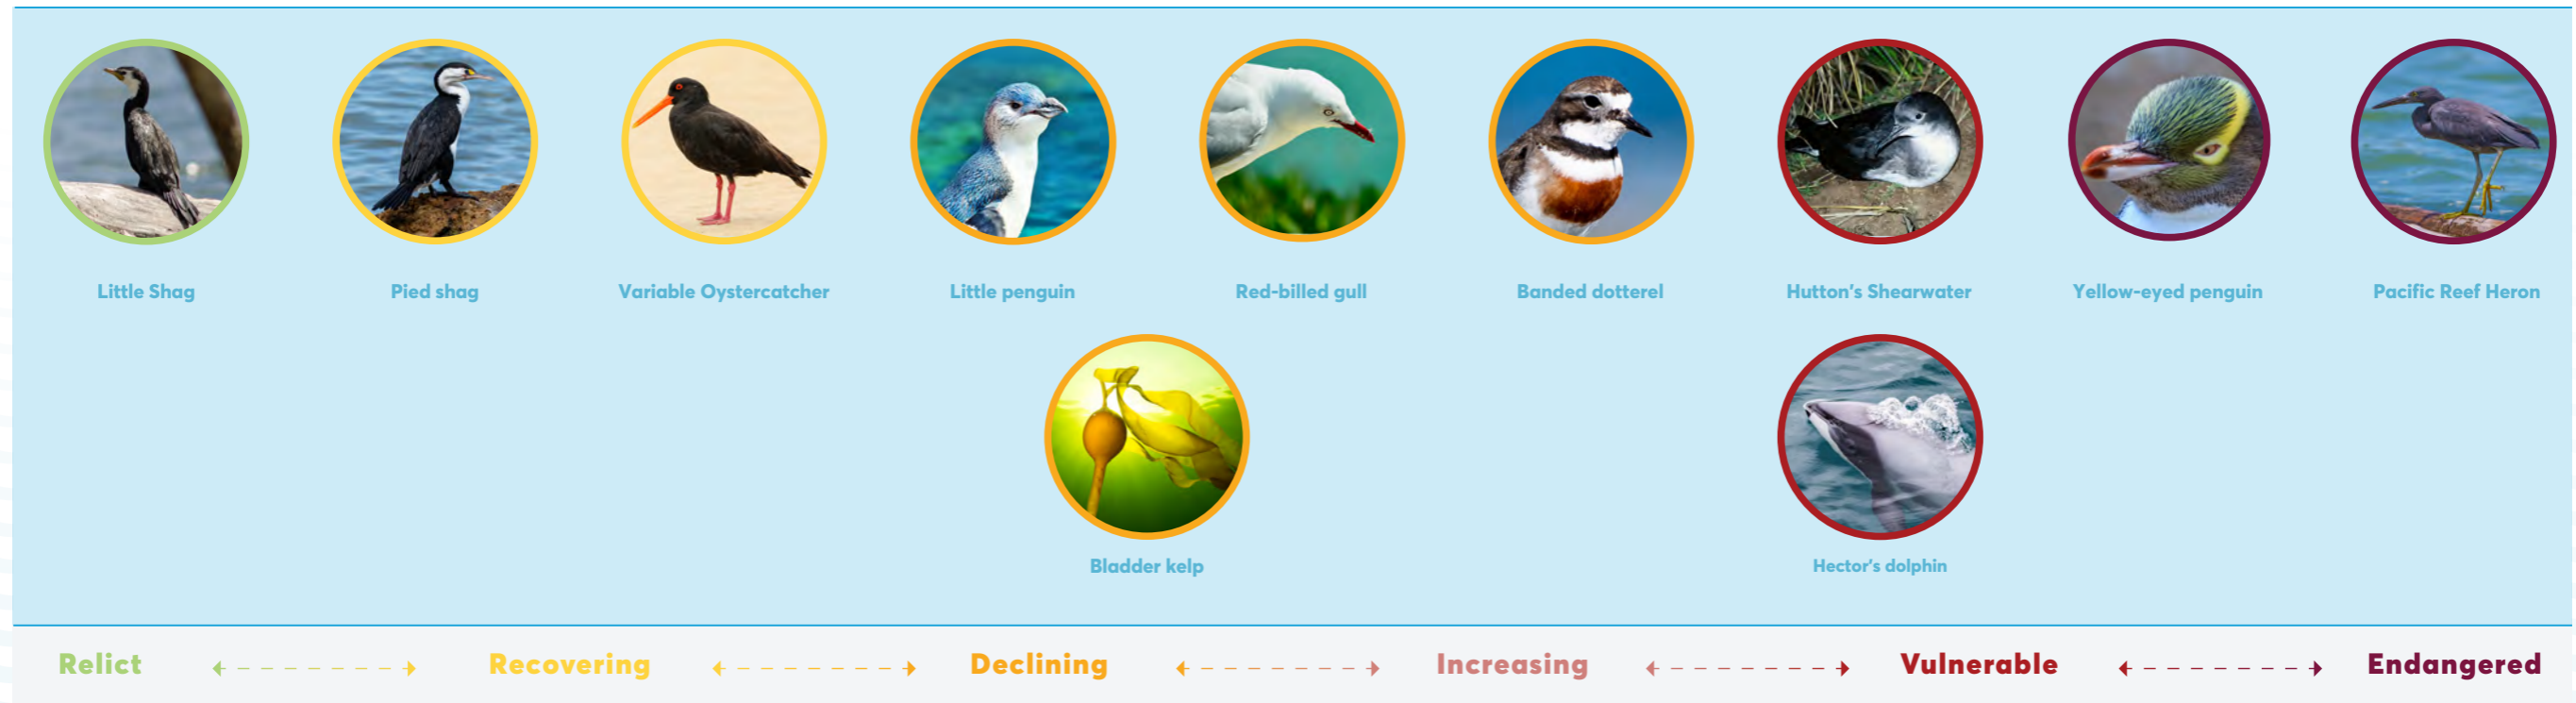 Little Shag
Pied shag
Variable Oystercatcher
Little penguin
Red-billed gull
Banded dotterel
Hutton's Shearwater
Yellow-eyed penguin
Pacific Reef Heron
Bladder kelp
Hector's dolphin
Relict
Recovering
Declining
Increasing
Vulnerable
Endangered